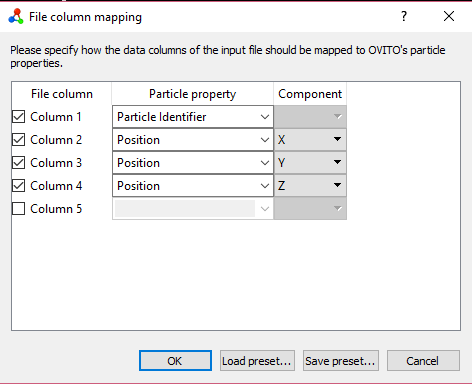 File column mapping
?
Please specify how the data columns of the input file should be mapped to OVITO's particle
properties.
File column Particle property Component
Column 1 Particle Identifier
Column 2 Position X
Column 3 Position Y
Column 4 Position Z
Column 5
OK Load preset... Save preset... Cancel